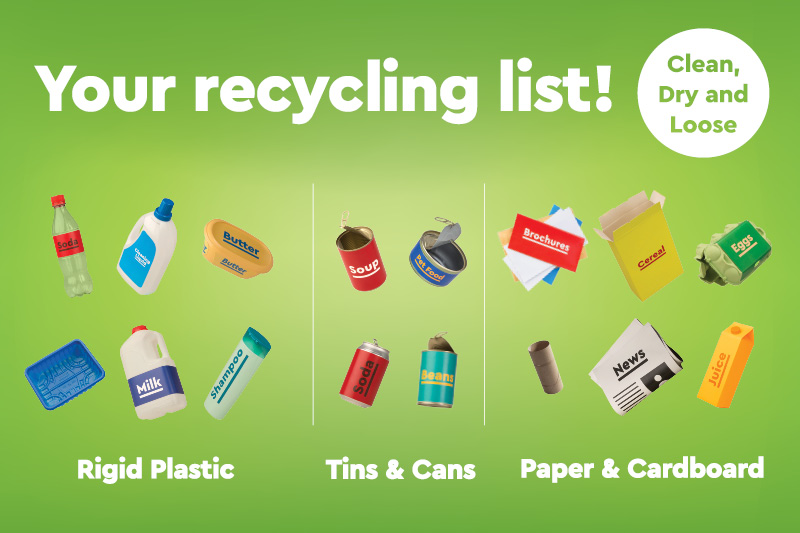 Your recycling list!
Clean,
Dry and
Loose
Soda
Butter
Butter
Soup
Pet Food
Brochures
Cereal
Eggs
Milk
Shampoo
Soda
Beans
News
Juice
Rigid Plastic
Tins & Cans
Paper & Cardboard